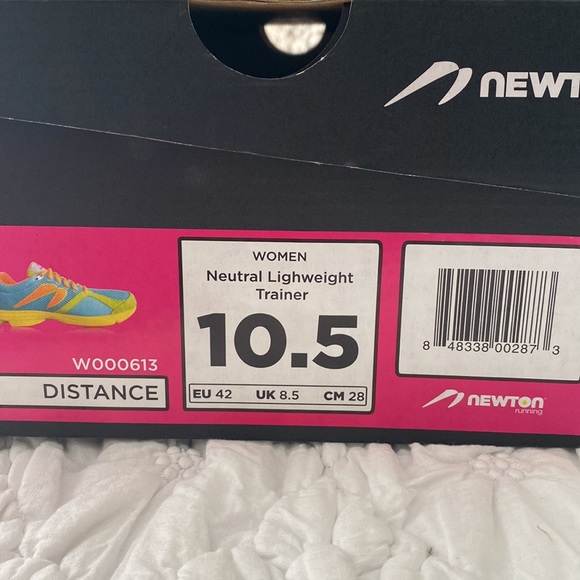 NEWT
WOMEN
Neutral Lighweight
Trainer
10.5
EU 42 UK 8.5 CM 28
W000613
DISTANCE
8 48338 00287 3
NEWTON
running